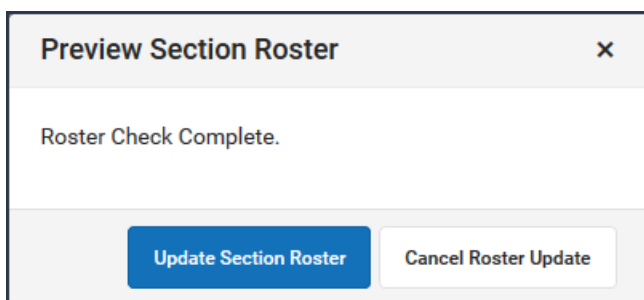 Preview Section Roster ×
Roster Check Complete.
Update Section Roster Cancel Roster Update